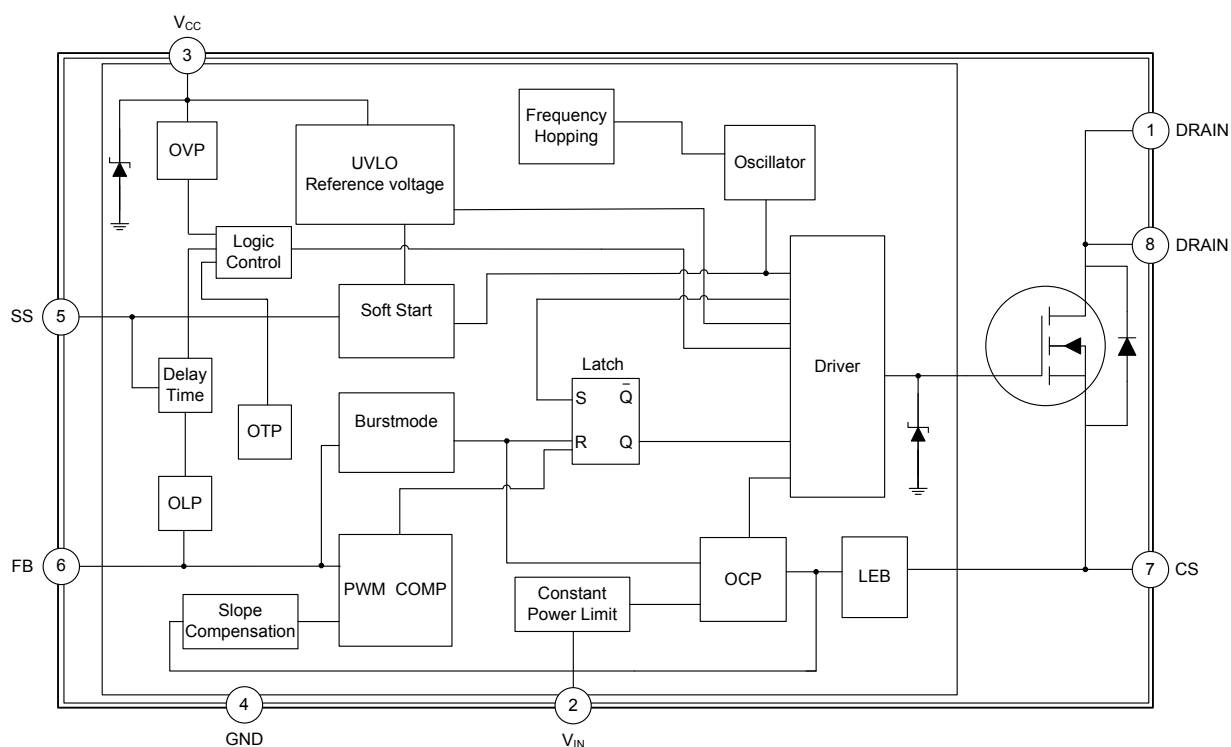 V_CC
3
Frequency
Hopping
1
DRAIN
OVP
UVLO
Reference voltage
Oscillator
Logic
Control
8
DRAIN
SS
5
Soft Start
Delay
Time
Latch
Driver
S
Q̅
Burstmode
OTP
R
Q
OLP
FB
6
PWM COMP
OCP
LEB
7
CS
Slope
Compensation
Constant
Power Limit
4
GND
2
V_IN